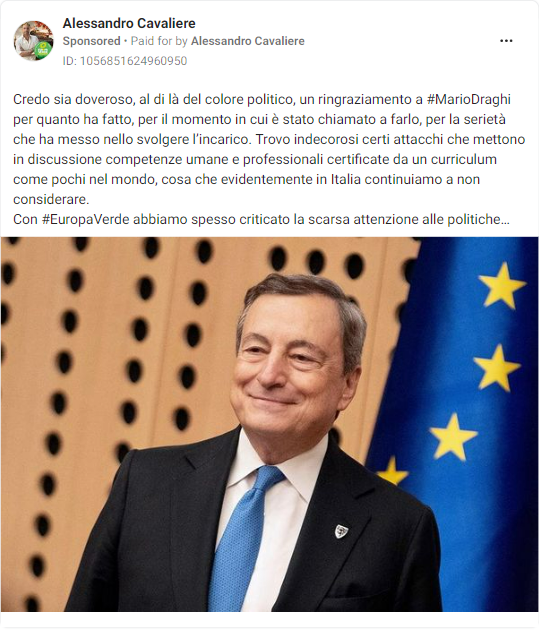 Alessandro Cavaliere
Sponsored • Paid for by Alessandro Cavaliere
ID: 1056851624960950
Credo sia doveroso, al di là del colore politico, un ringraziamento a #MarioDraghi
per quanto ha fatto, per il momento in cui è stato chiamato a farlo, per la serietà
che ha messo nello svolgere l'incarico. Trovo indecorosi certi attacchi che mettono
in discussione competenze umane e professionali certificate da un curriculum
come pochi nel mondo, cosa che evidentemente in Italia continuiamo a non
considerare.
Con #EuropaVerde abbiamo spesso criticato la scarsa attenzione alle politiche...